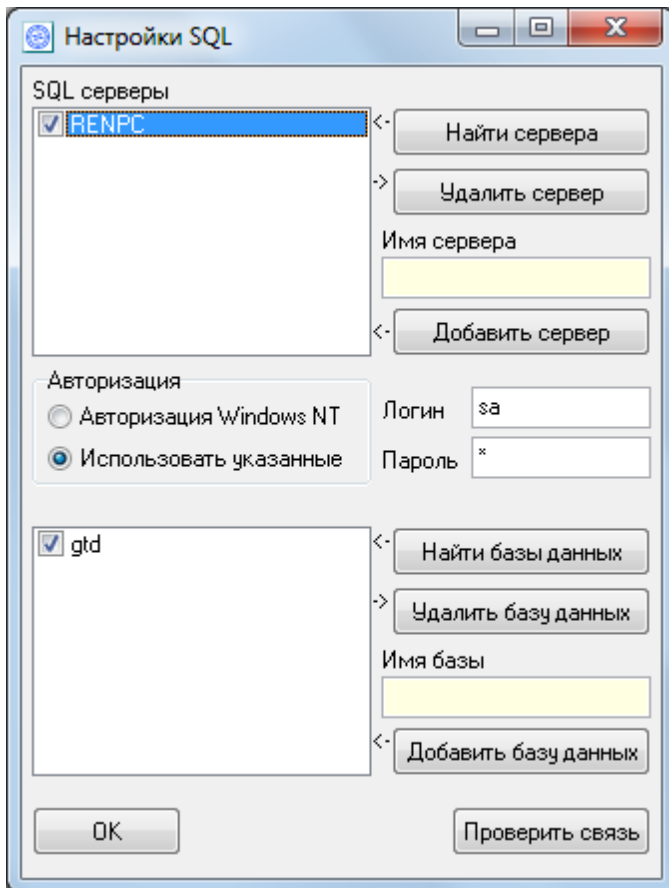 Настройки SQL
SQL серверы
RENPC
<-
Найти сервера
->
Удалить сервер
Имя сервера
<-
Добавить сервер
Авторизация
Авторизация Windows NT
Использовать указанные
Логин
sa
Пароль
*
gtd
<-
Найти базы данных
->
Удалить базу данных
Имя базы
<-
Добавить базу данных
OK
Проверить связь